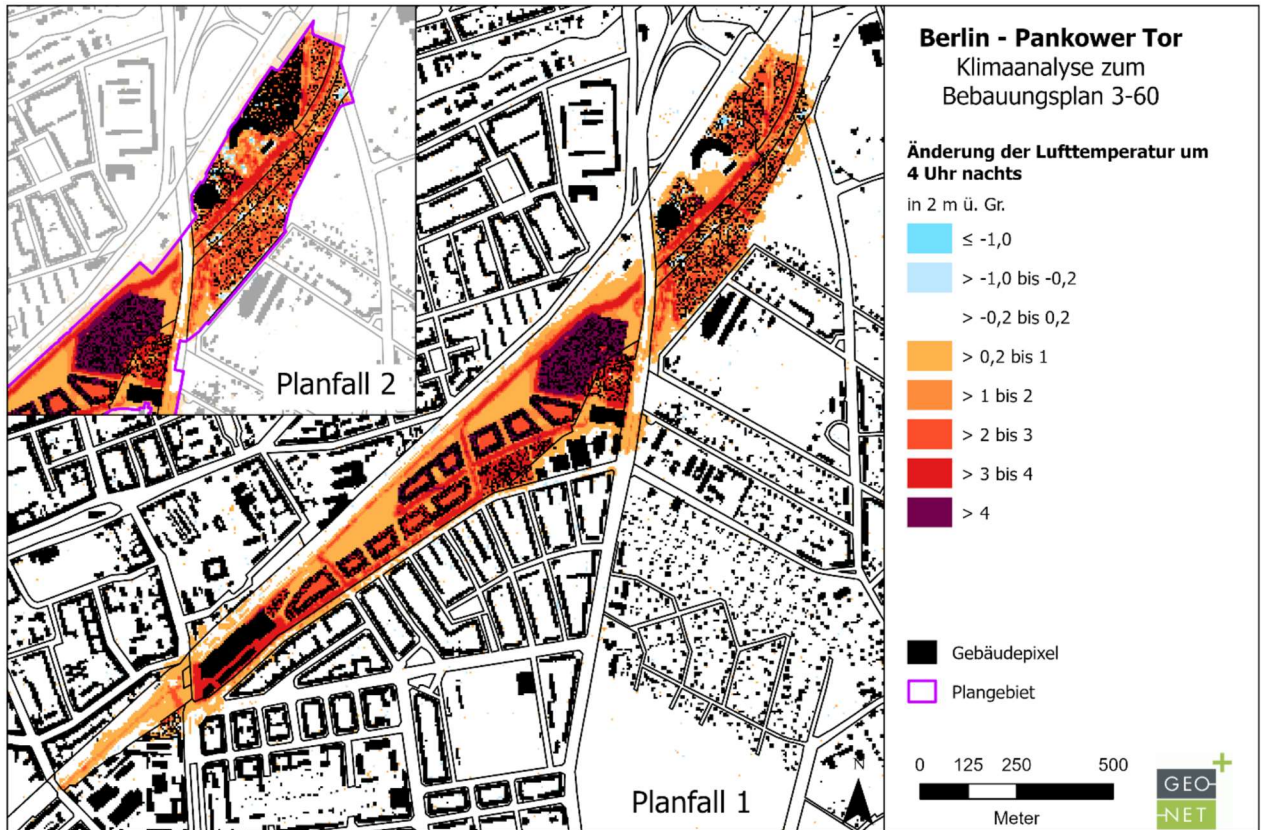 Planfall 2
Planfall 1
N
Berlin - Pankower Tor
Klimaanalyse zum
Bebauungsplan 3-60
Änderung der Lufttemperatur um
4 Uhr nachts
in 2 m ü. Gr.
≤ -1,0
> -1,0 bis -0,2
> -0,2 bis 0,2
> 0,2 bis 1
> 1 bis 2
> 2 bis 3
> 3 bis 4
> 4
Gebäudepixel
Plangebiet
0 125 250 500
Meter
GEO-
-NET